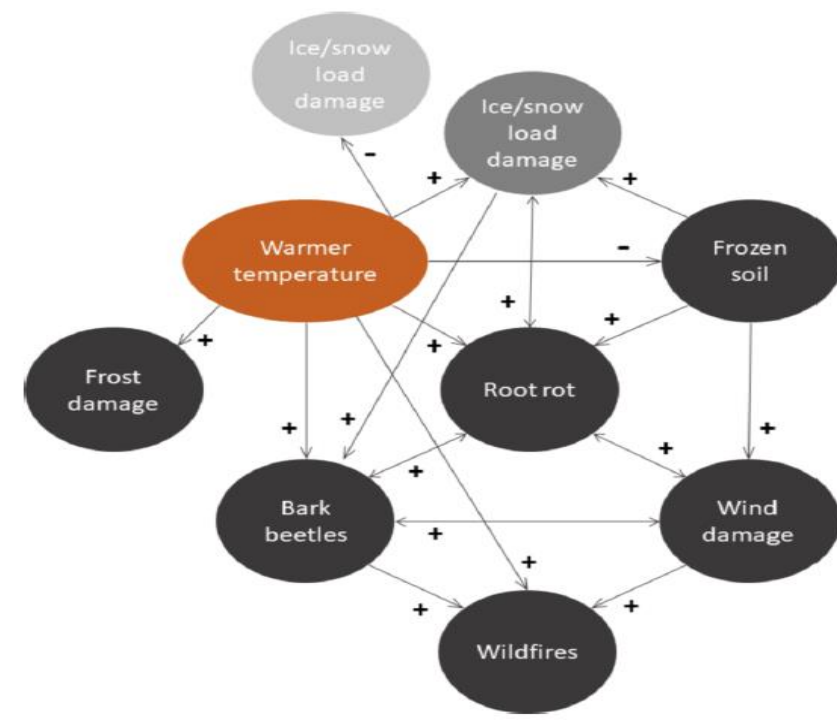 Ice/snow
load
damage
Ice/snow
load
damage
-
+
+
Warmer
temperature
-
Frozen
soil
+
+
+
+
Frost
damage
Root rot
+
+
+
+
+
Bark
beetles
+
Wind
damage
+
+
+
Wildfires